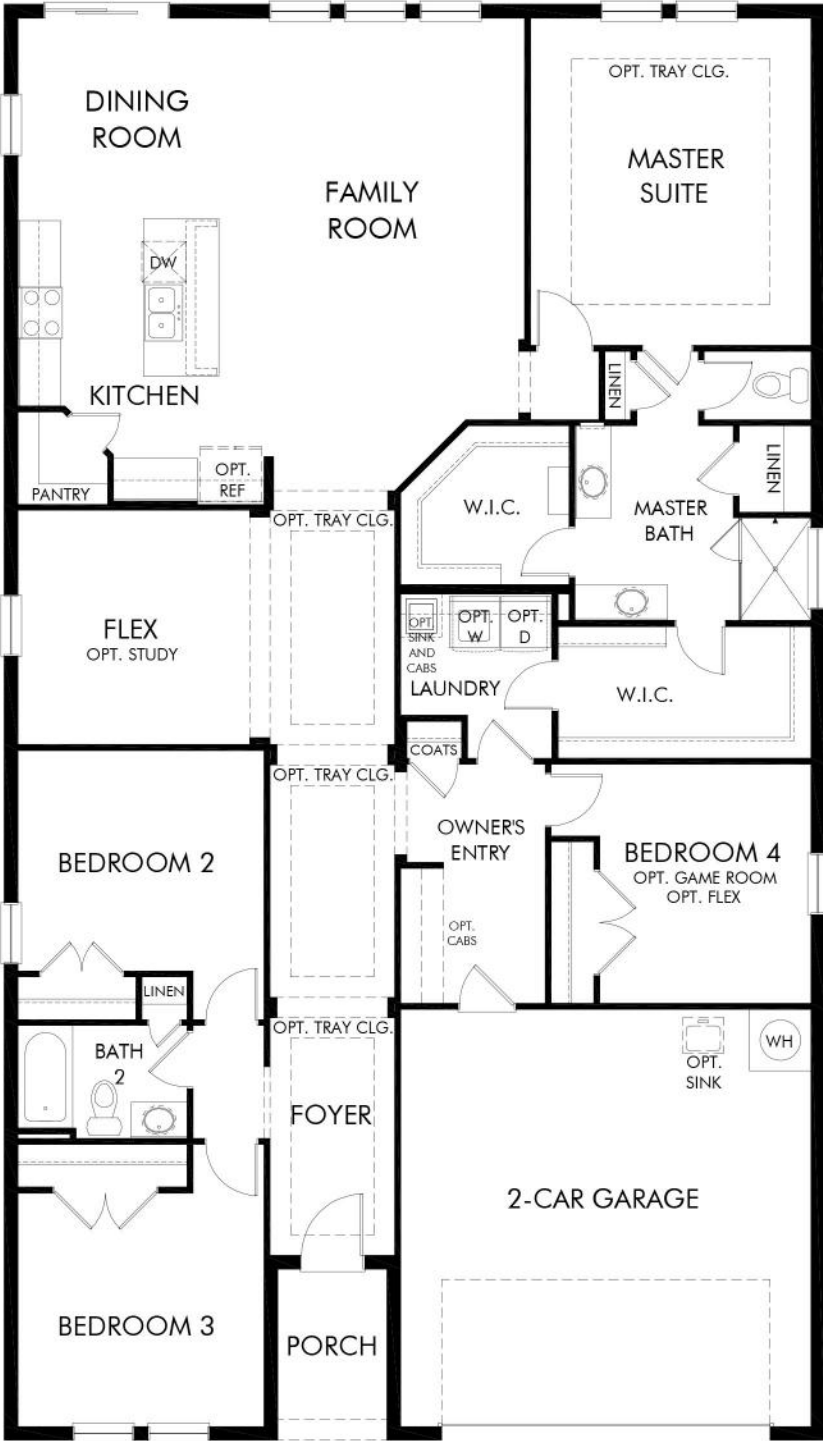 OPT. TRAY CLG.
DINING
ROOM
MASTER
SUITE
FAMILY
ROOM
DW
KITCHEN
LINEN
PANTRY
OPT.
REF
LINEN
W.I.C.
MASTER
BATH
OPT. TRAY CLG.
FLEX
OPT. STUDY
OPT.
SINK
AND
CABS
OPT.
W
OPT.
D
LAUNDRY
W.I.C.
COATS
OPT. TRAY CLG.
OWNER'S
ENTRY
BEDROOM 2
BEDROOM 4
OPT. GAME ROOM
OPT. FLEX
OPT.
CABS
LINEN
OPT. TRAY CLG.
BATH
2
WH
OPT.
SINK
FOYER
2-CAR GARAGE
BEDROOM 3
PORCH